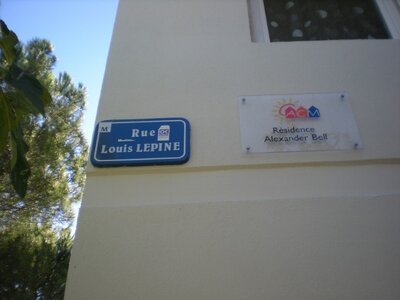 M
Rue
Louis LEPINE
ACM
Résidence
Alexander Bell